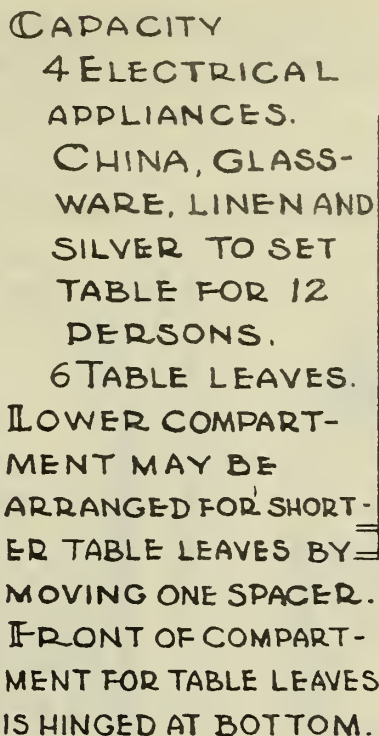 CAPACITY
4 ELECTRICAL
APPLIANCES.
CHINA, GLASS-
WARE, LINEN AND
SILVER TO SET
TABLE FOR 12
PERSONS.
6 TABLE LEAVES.
LOWER COMPART-
MENT MAY BE
ARRANGED FOR SHORT-
ER TABLE LEAVES BY
MOVING ONE SPACER.
FRONT OF COMPART-
MENT FOR TABLE LEAVES
IS HINGED AT BOTTOM.